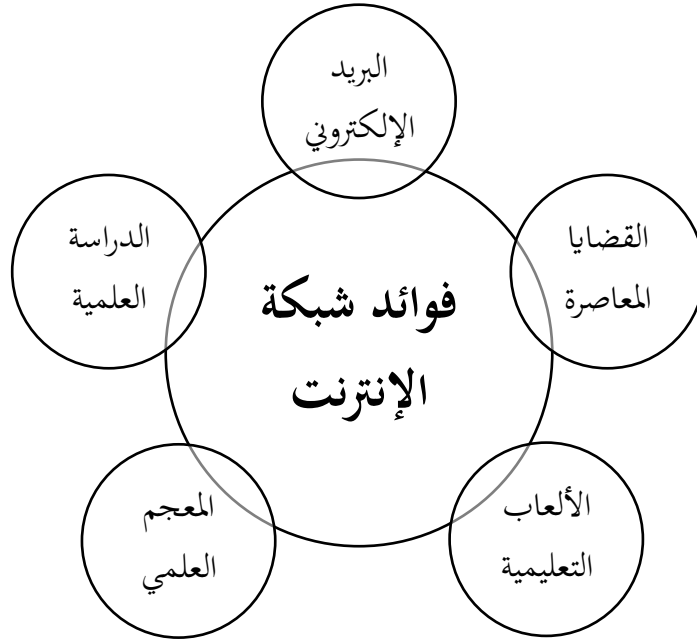 البريد
الإلكتروني
القضايا
المعاصرة
الدراسة
العلمية
فوائد شبكة
الإنترنت
الألعاب
التعليمية
المعجم
العلمي